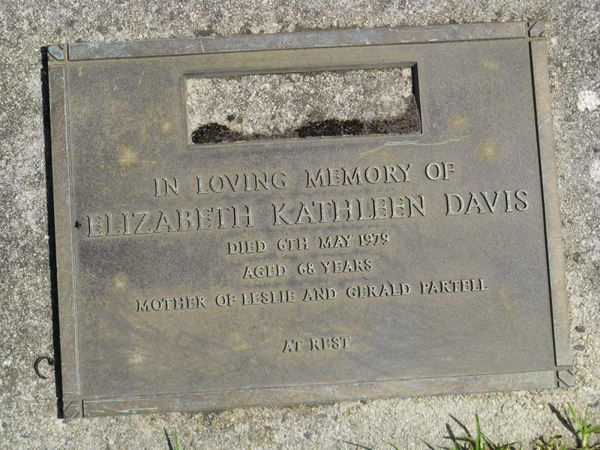 IN LOVING MEMORY OF
ELIZABETH KATHLEEN DAVIS
DIED 6TH MAY 1979
AGED 68 YEARS
MOTHER OF LESLIE AND GERALD PARTELL
AT REST